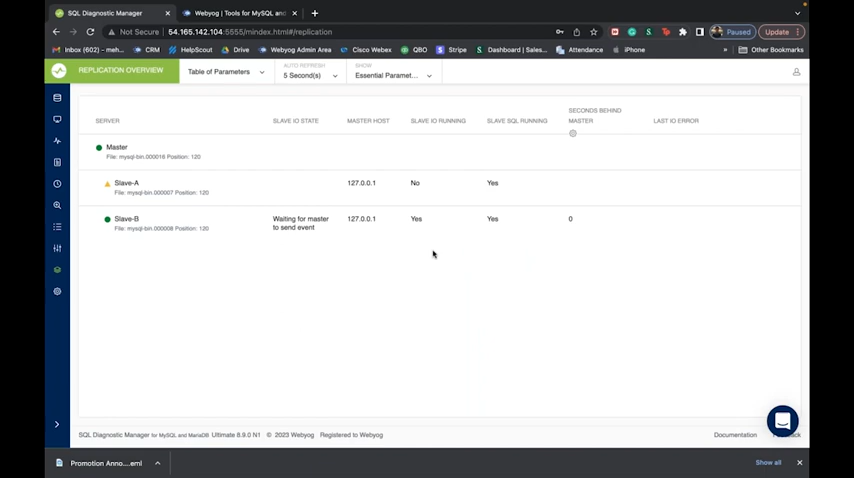 SQL Diagnostic Manager
Webyog | Tools for MySQL and
Not Secure | 54.165.142.104:5555/mindex.html#/replication
Paused
Update
Inbox (602) - meh...
CRM
HelpScout
Drive
Webyog Admin Area
Cisco Webex
QBO
Stripe
Dashboard | Sales...
Attendance
iPhone
»
Other Bookmarks
REPLICATION OVERVIEW
Table of Parameters
AUTO REFRESH
5 Second(s)
SHOW
Essential Paramet...
SERVER
SLAVE IO STATE
MASTER HOST
SLAVE IO RUNNING
SLAVE SQL RUNNING
SECONDS BEHIND
MASTER
LAST IO ERROR
Master
File: mysql-bin.000016 Position: 120
Slave-A
127.0.0.1
No
Yes
File: mysql-bin.000007 Position: 120
Slave-B
Waiting for master
to send event
127.0.0.1
Yes
Yes
0
File: mysql-bin.000008 Position: 120
SQL Diagnostic Manager for MySQL and MariaDB Ultimate 8.9.0 N1 © 2023 Webyog Registered to Webyog
Documentation
Promotion Anno....eml
Show all